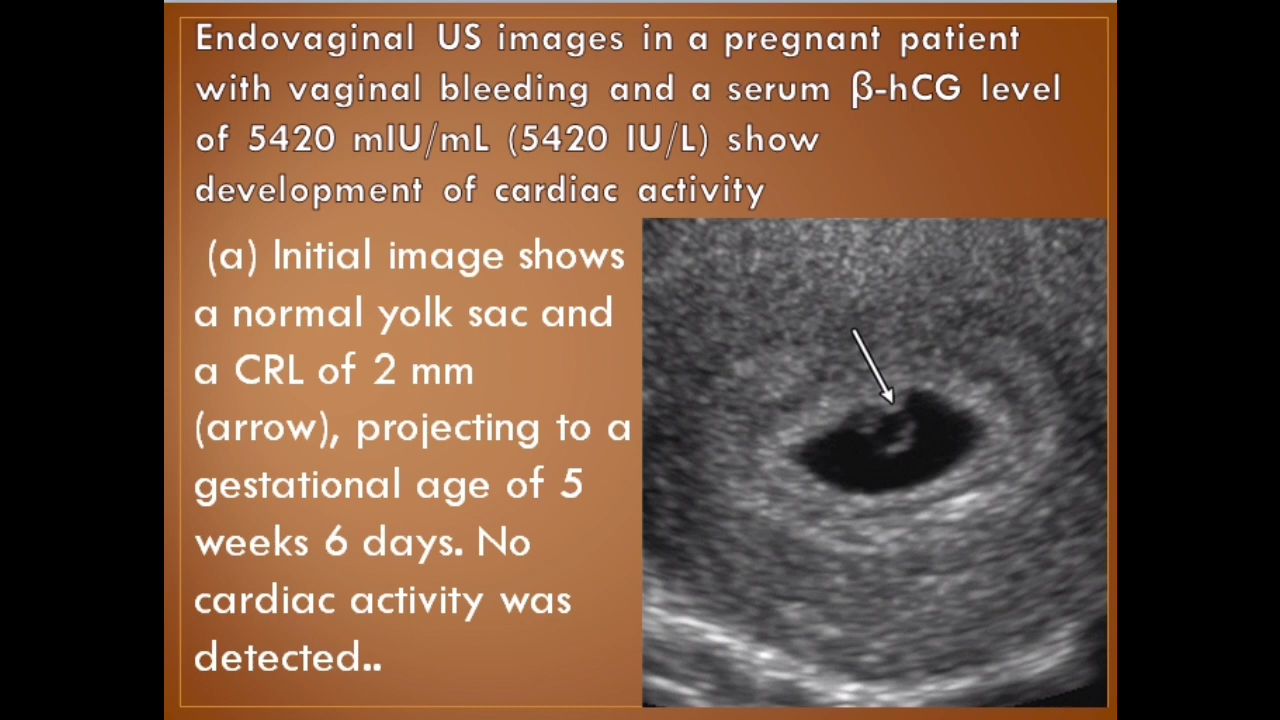 Endovaginal US images in a pregnant patient
with vaginal bleeding and a serum β-hCG level
of 5420 mIU/mL (5420 IU/L) show
development of cardiac activity
(a) Initial image shows
a normal yolk sac and
a CRL of 2 mm
(arrow), projecting to a
gestational age of 5
weeks 6 days. No
cardiac activity was
detected..